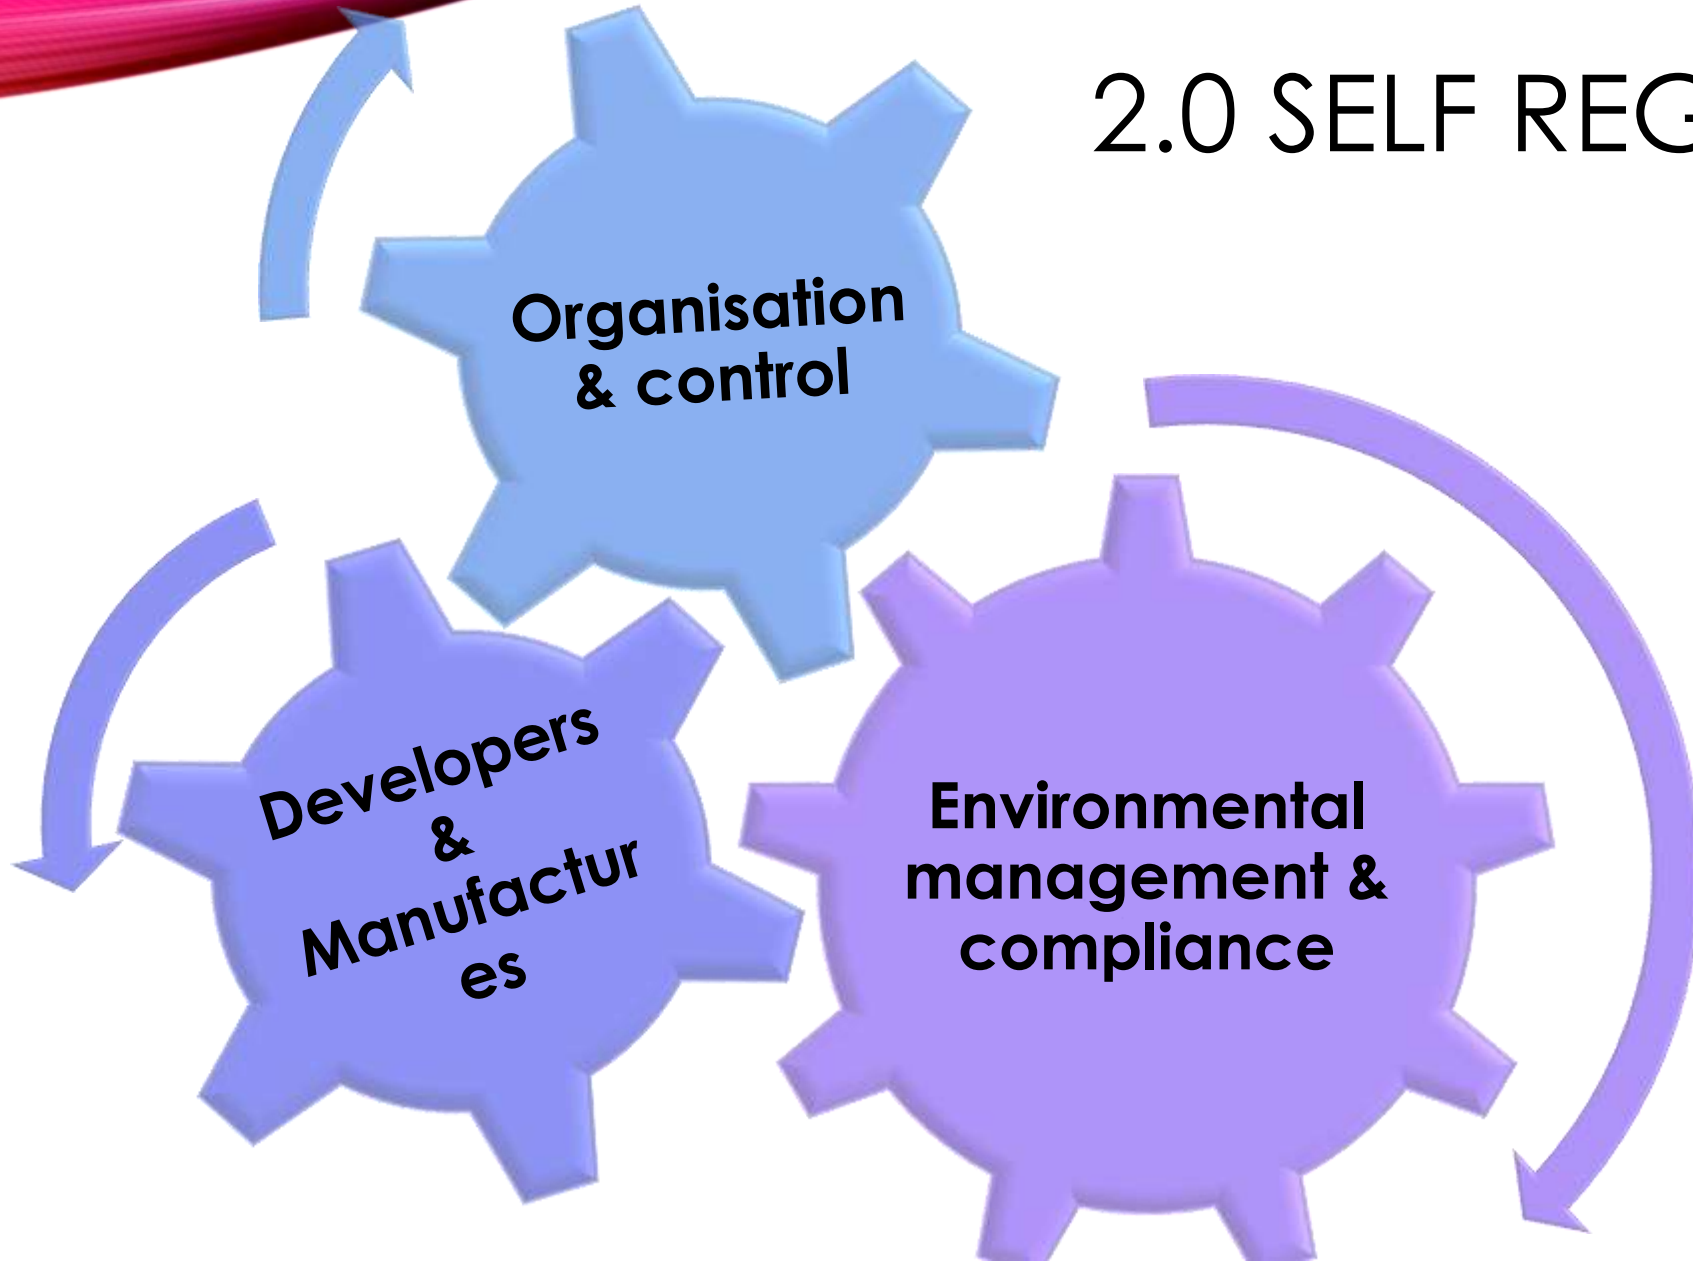 2.0 SELF REG
Organisation
& control
Developers
&
Manufactur
es
Environmental
management &
compliance